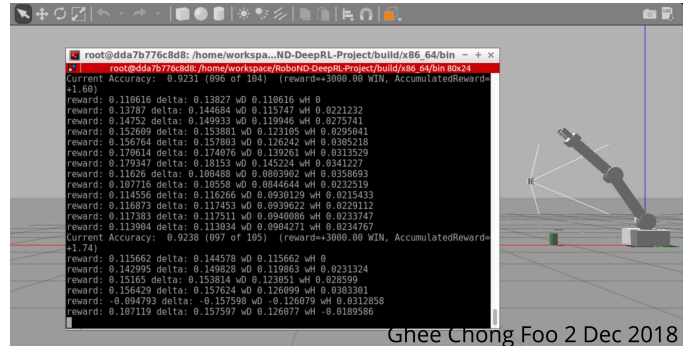 root@dda7b776c8d8: /home/workspa...ND-DeepRL-Project/build/x86_64/bin
root@dda7b776c8d8: /home/workspace/RoboND-DeepRL-Project/build/x86_64/bin 80x24
Current Accuracy:  0.9231 (096 of 104)  (reward=+3000.00 WIN, AccumulatedReward=
+1.60)
reward: 0.110616 delta: 0.13827 wD 0.110616 wH 0
reward: 0.13787 delta: 0.144684 wD 0.115747 wH 0.0221232
reward: 0.14752 delta: 0.149933 wD 0.119946 wH 0.0275741
reward: 0.152609 delta: 0.153881 wD 0.123105 wH 0.0295041
reward: 0.156764 delta: 0.157803 wD 0.126242 wH 0.0305218
reward: 0.170614 delta: 0.174076 wD 0.139261 wH 0.0313529
reward: 0.179347 delta: 0.18153 wD 0.145224 wH 0.0341227
reward: 0.11626 delta: 0.100488 wD 0.0803902 wH 0.0358693
reward: 0.107716 delta: 0.10558 wD 0.0844644 wH 0.0232519
reward: 0.114556 delta: 0.116266 wD 0.0930129 wH 0.0215433
reward: 0.116873 delta: 0.117453 wD 0.0939622 wH 0.0229112
reward: 0.117383 delta: 0.117511 wD 0.0940086 wH 0.0233747
reward: 0.113904 delta: 0.113034 wD 0.0904271 wH 0.0234767
Current Accuracy:  0.9238 (097 of 105)  (reward=+3000.00 WIN, AccumulatedReward=
+1.74)
reward: 0.115662 delta: 0.144578 wD 0.115662 wH 0
reward: 0.142995 delta: 0.149828 wD 0.119863 wH 0.0231324
reward: 0.15165 delta: 0.153814 wD 0.123051 wH 0.028599
reward: 0.156429 delta: 0.157624 wD 0.126099 wH 0.0303301
reward: -0.094793 delta: -0.157598 wD -0.126079 wH 0.0312858
reward: 0.107119 delta: 0.157597 wD 0.126077 wH -0.0189586
Ghee Chong Foo 2 Dec 2018